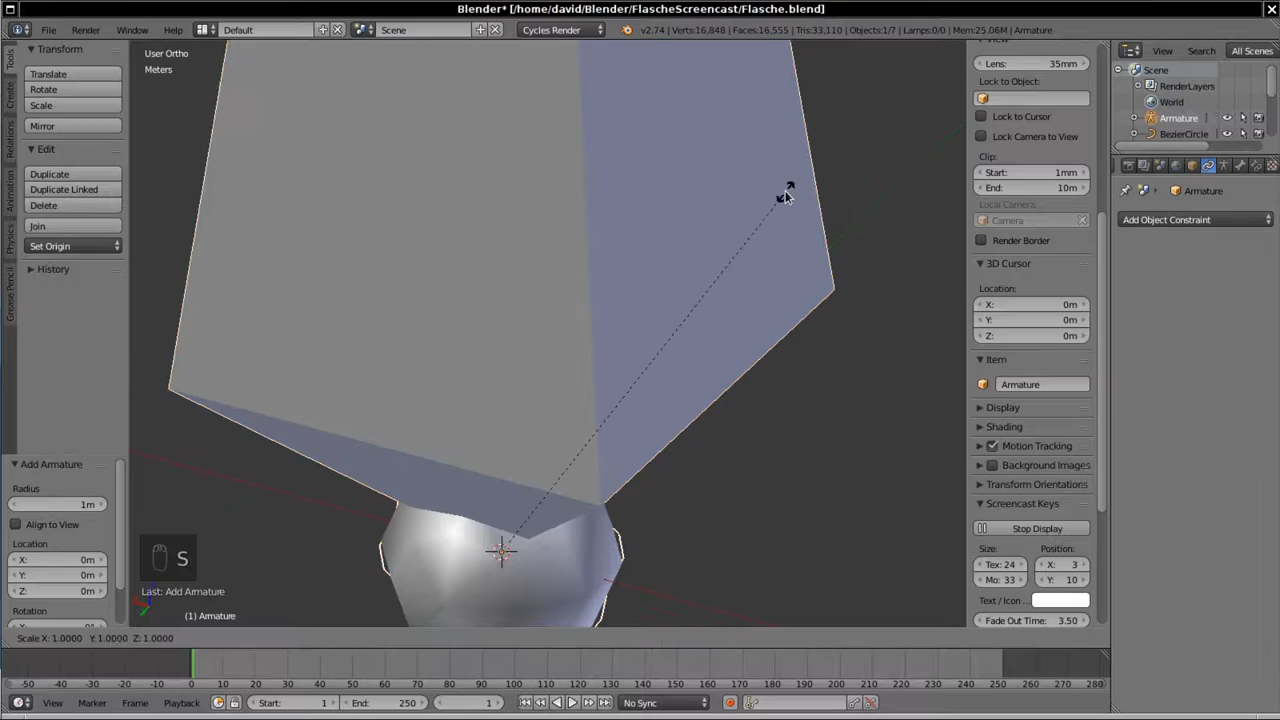 Blender* [/home/david/Blender/FlascheScreencast/Flasche.blend]
File Render Window Help Default Scene Cycles Render v2.74 | Verts:16,848 | Faces:16,555 | Tris:33,110 | Objects:1/7 | Lamps:0/0 | Mem:25.06M | Armature
View Search All Scenes
Tools
Create
Relations
Animation
Physics
Grease Pencil
Transform
Translate
Rotate
Scale
Mirror
Edit
Duplicate
Duplicate Linked
Delete
Join
Set Origin
History
Add Armature
Radius
1m
Align to View
Location
X: 0m
Y: 0m
Z: 0m
Rotation
User Ortho
Meters
S
Last: Add Armature
(1) Armature
Scale X: 1.0000 Y: 1.0000 Z: 1.0000
Lens: 35mm
Lock to Object:
Lock to Cursor
Lock Camera to View
Clip:
Start: 1mm
End: 10m
Local Camera:
Camera
Render Border
3D Cursor
Location:
X: 0m
Y: 0m
Z: 0m
Item
Armature
Display
Shading
Motion Tracking
Background Images
Transform Orientations
Screencast Keys
Stop Display
Size: Position:
Tex: 24 X: 3
Mo: 33 Y: 10
Text / Icon ...
Fade Out Time: 3.50
Scene
RenderLayers
World
Armature
BezierCircle
Armature
Add Object Constraint
-50 -40 -30 -20 -10 0 10 20 30 40 50 60 70 80 90 100 110 120 130 140 150 160 170 180 190 200 210 220 230 240 250 260 270 280
View Marker Frame Playback Start: 1 End: 250 1 No Sync